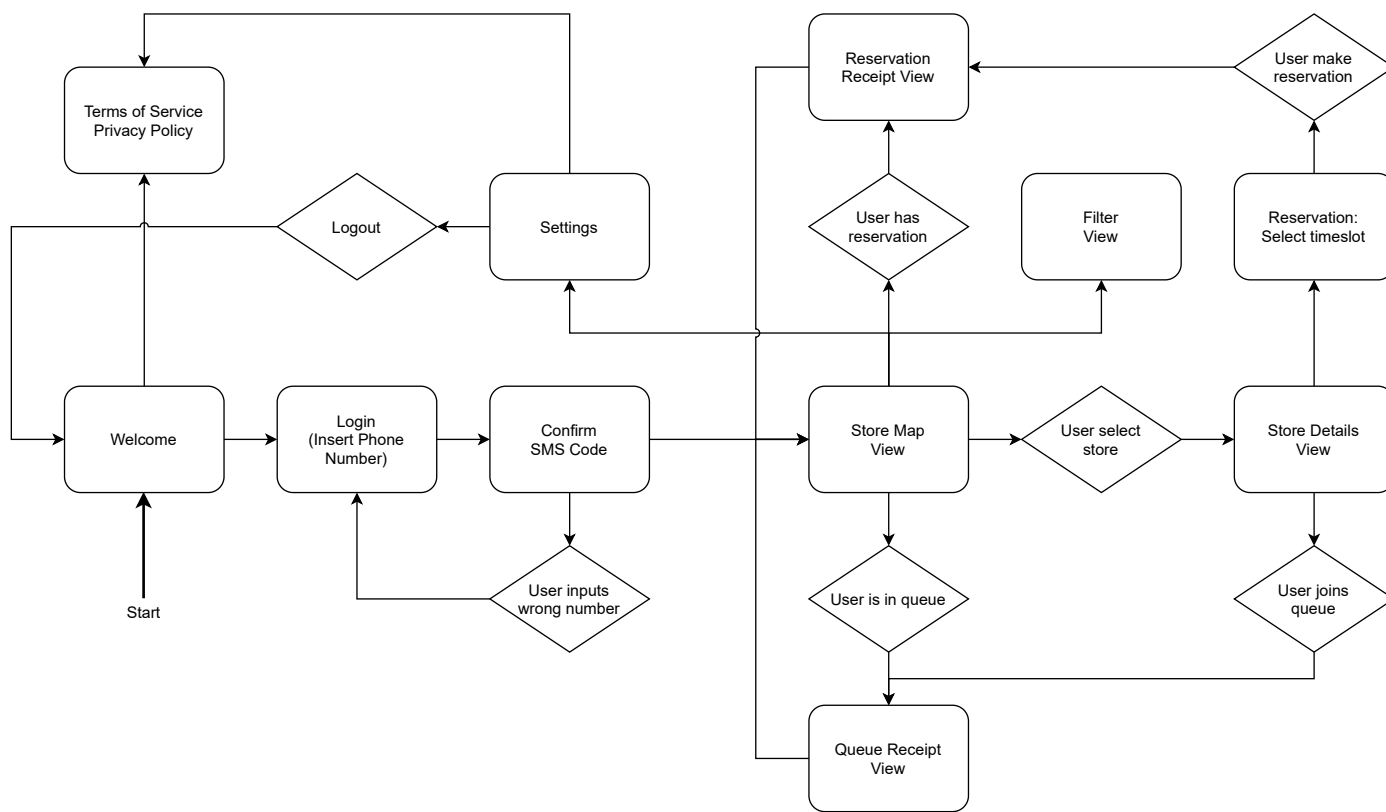 Reservation
Receipt View
User make
reservation
Terms of Service
Privacy Policy
Logout
Settings
User has
reservation
Filter
View
Reservation:
Select timeslot
Welcome
Login
(Insert Phone
Number)
Confirm
SMS Code
Store Map
View
User select
store
Store Details
View
Start
User inputs
wrong number
User is in queue
User joins
queue
Queue Receipt
View